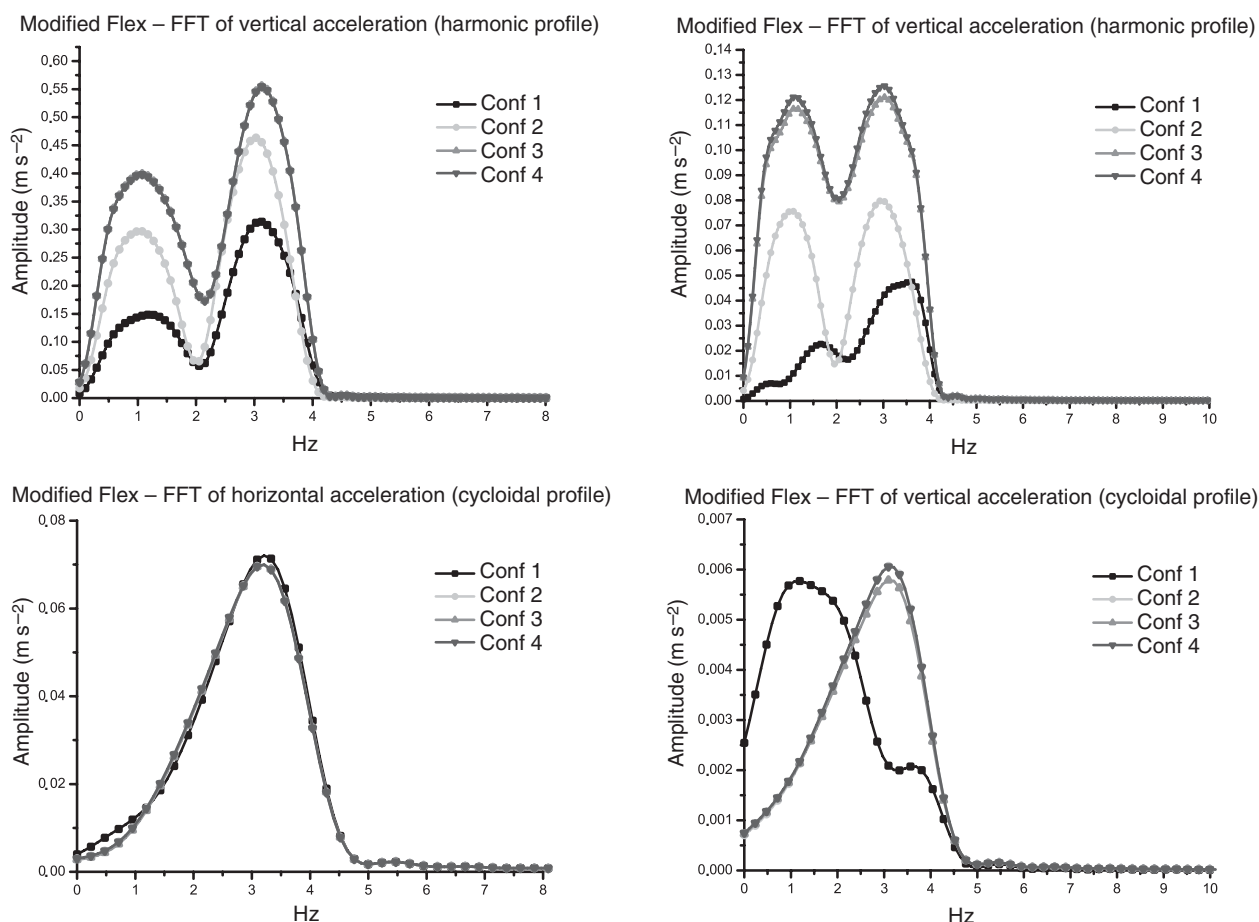 Modified Flex – FFT of vertical acceleration (harmonic profile)
0.60
0.55
0.50
0.45
0.40
0.35
0.30
0.25
0.20
0.15
0.10
0.05
0.00
Amplitude (m s⁻²)
Conf 1
Conf 2
Conf 3
Conf 4
0 1 2 3 4 5 6 7 8
Hz
Modified Flex – FFT of vertical acceleration (harmonic profile)
0.14
0.13
0.12
0.11
0.10
0.09
0.08
0.07
0.06
0.05
0.04
0.03
0.02
0.01
0.00
Amplitude (m s⁻²)
Conf 1
Conf 2
Conf 3
Conf 4
0 1 2 3 4 5 6 7 8 9 10
Hz
Modified Flex – FFT of horizontal acceleration (cycloidal profile)
0.08
0.06
0.04
0.02
0.00
Amplitude (m s⁻²)
Conf 1
Conf 2
Conf 3
Conf 4
0 1 2 3 4 5 6 7 8
Hz
Modified Flex – FFT of vertical acceleration (cycloidal profile)
0.007
0.006
0.005
0.004
0.003
0.002
0.001
0.000
Amplitude (m s⁻²)
Conf 1
Conf 2
Conf 3
Conf 4
0 1 2 3 4 5 6 7 8 9 10
Hz